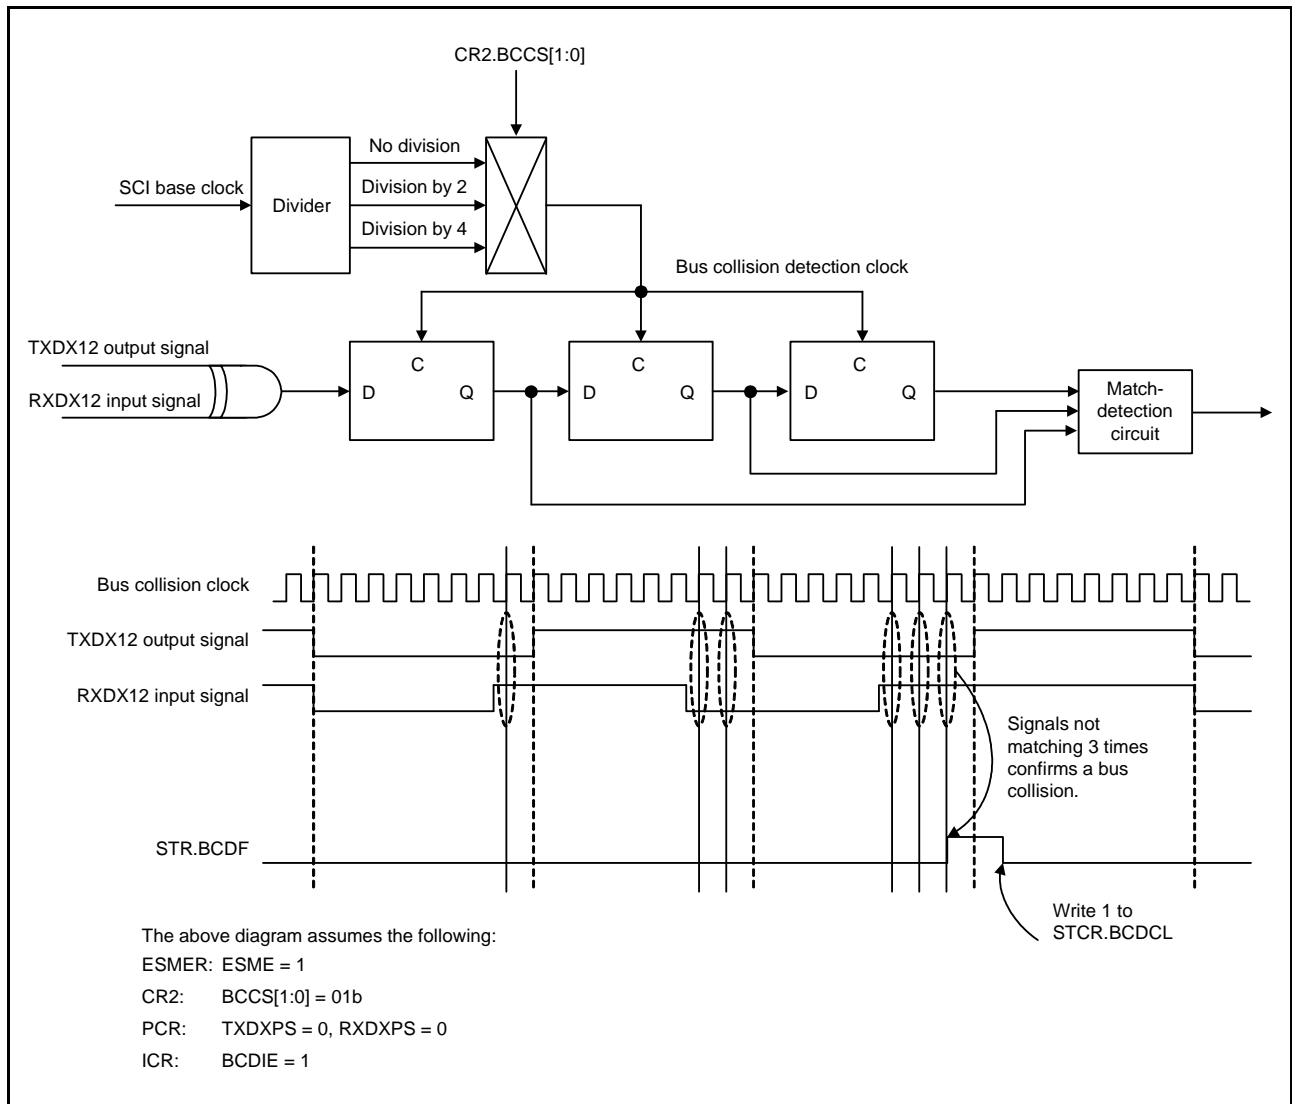 CR2.BCCS[1:0]
No division
SCI base clock
Divider
Division by 2
Division by 4
Bus collision detection clock
TXDX12 output signal
RXDX12 input signal
C
D
Q
C
D
Q
C
D
Q
Match-
detection
circuit
Bus collision clock
TXDX12 output signal
RXDX12 input signal
Signals not
matching 3 times
confirms a bus
collision.
STR.BCDF
Write 1 to
STCR.BCDCL
The above diagram assumes the following:
ESMER: ESME = 1
CR2: BCCS[1:0] = 01b
PCR: TXDXPS = 0, RXDXPS = 0
ICR: BCDIE = 1